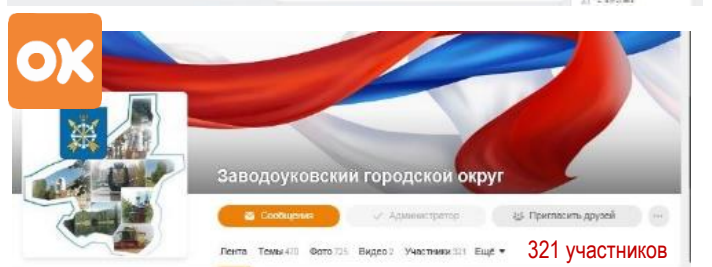 ok
Заводоуковский городской округ
Сообщения Администратор Пригласить друзей
Лента Темы 470 Фото 725 Видео 2 Участники 321 Ещё
321 участников